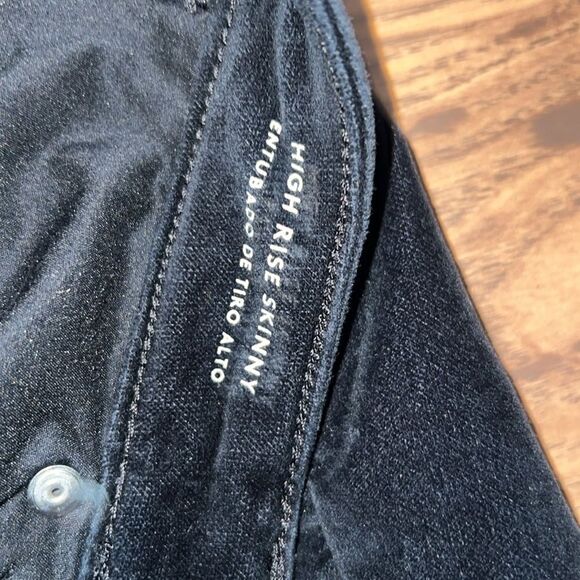 HIGH RISE SKINNY
ENTUBADO DE TIRO ALTO